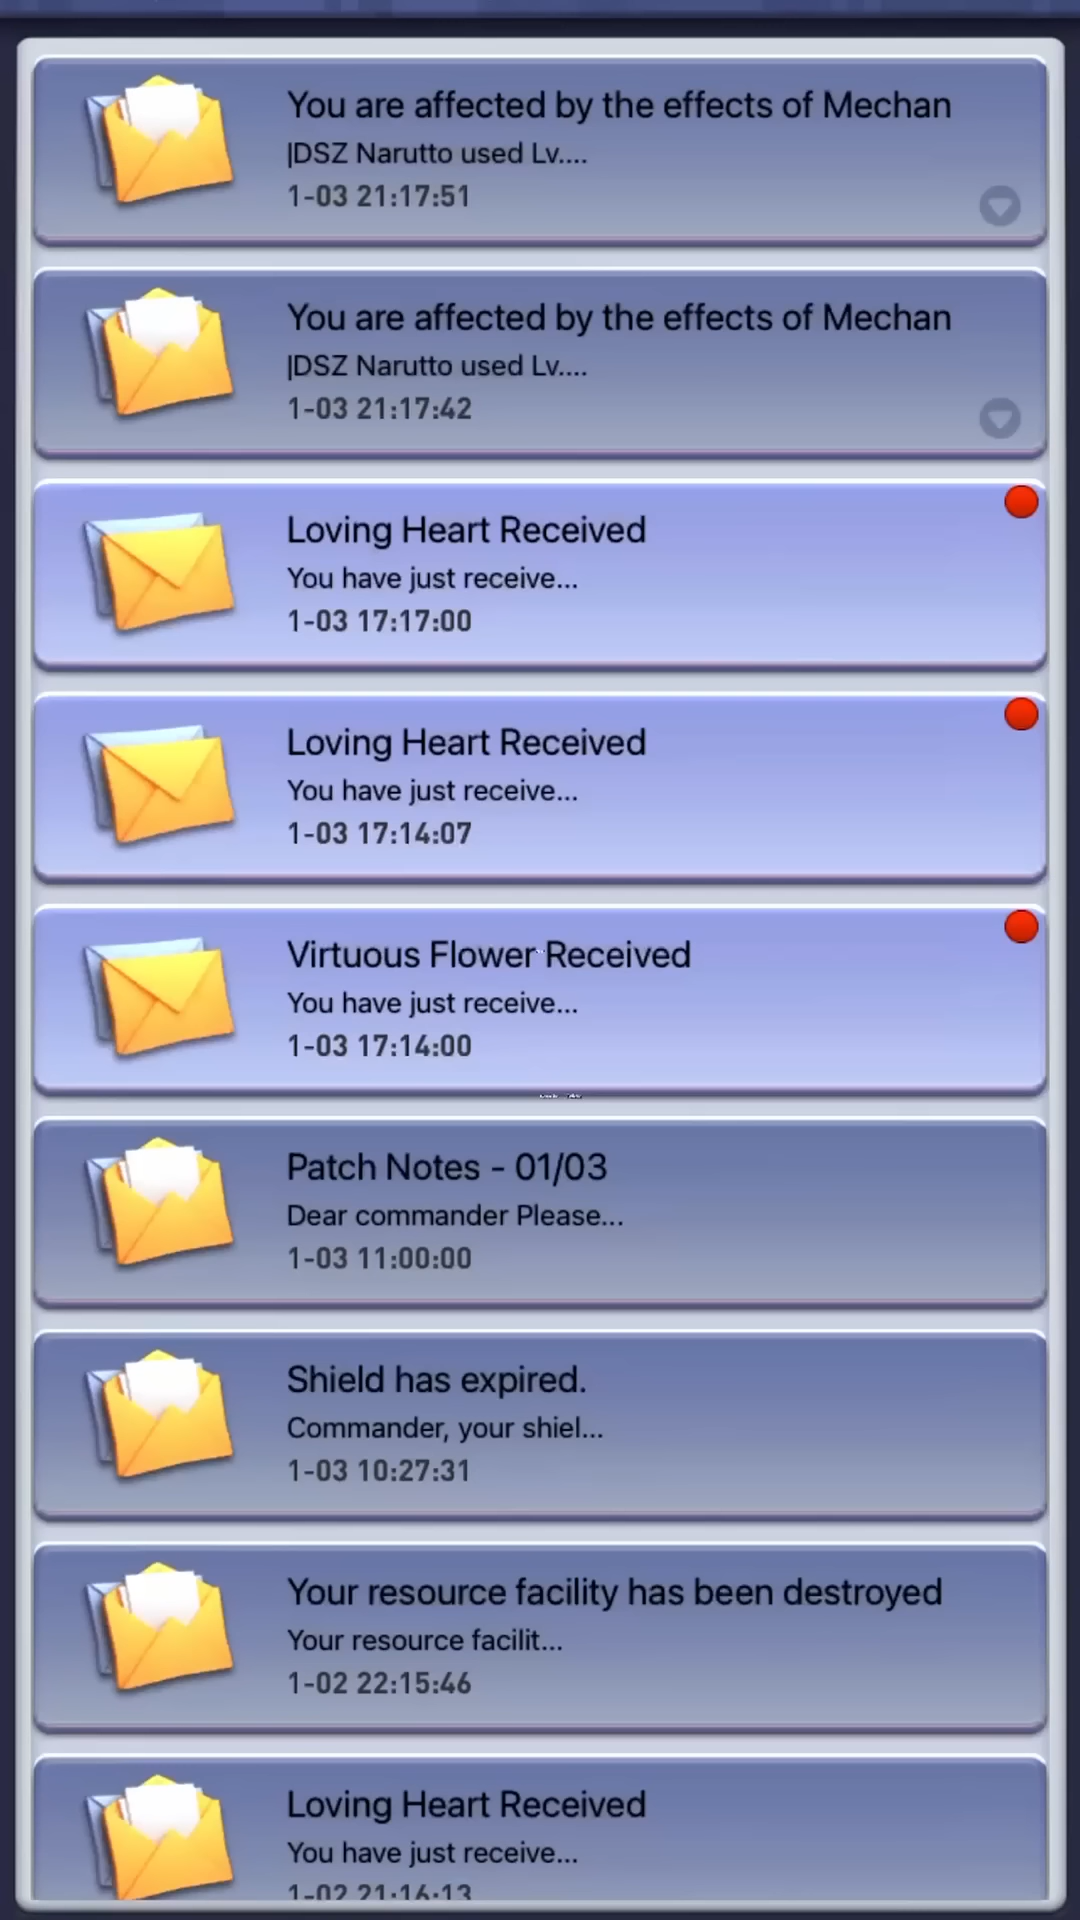 You are affected by the effects of Mechan
|DSZ Narutto used Lv....
1-03 21:17:51
You are affected by the effects of Mechan
|DSZ Narutto used Lv....
1-03 21:17:42
Loving Heart Received
You have just receive...
1-03 17:17:00
Loving Heart Received
You have just receive...
1-03 17:14:07
Virtuous Flower Received
You have just receive...
1-03 17:14:00
Patch Notes - 01/03
Dear commander Please...
1-03 11:00:00
Shield has expired.
Commander, your shiel...
1-03 10:27:31
Your resource facility has been destroyed
Your resource facilit...
1-02 22:15:46
Loving Heart Received
You have just receive...
1-02 21:16:13